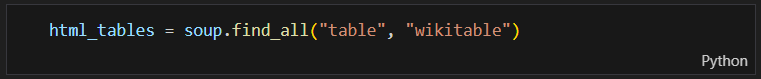 html_tables = soup.find_all("table", "wikitable")
Python